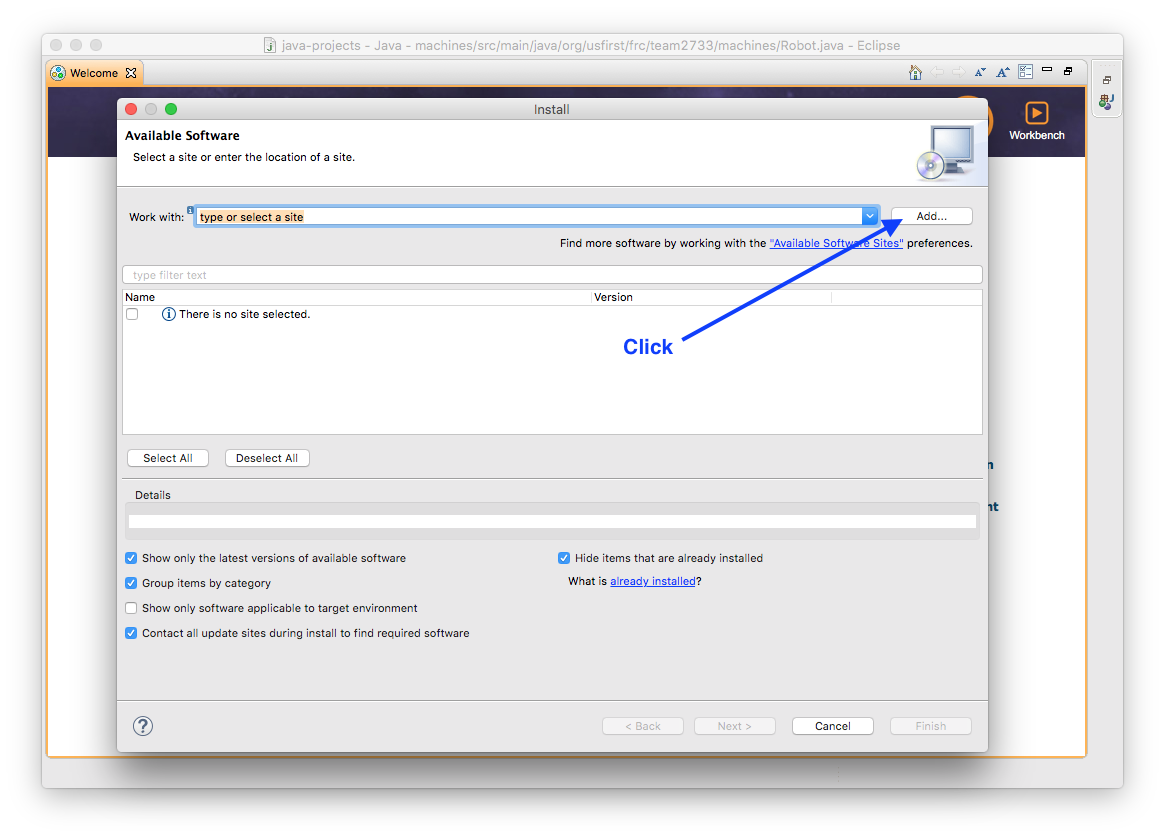 java-projects - Java - machines/src/main/java/org/usfirst/frc/team2733/machines/Robot.java - Eclipse
Welcome
Workbench
Install
Available Software
Select a site or enter the location of a site.
Work with: type or select a site Add...
Find more software by working with the "Available Software Sites" preferences.
type filter text
Name Version
There is no site selected.
Click
Select All Deselect All
Details
Show only the latest versions of available software Hide items that are already installed
Group items by category What is already installed?
Show only software applicable to target environment
Contact all update sites during install to find required software
? < Back Next > Cancel Finish